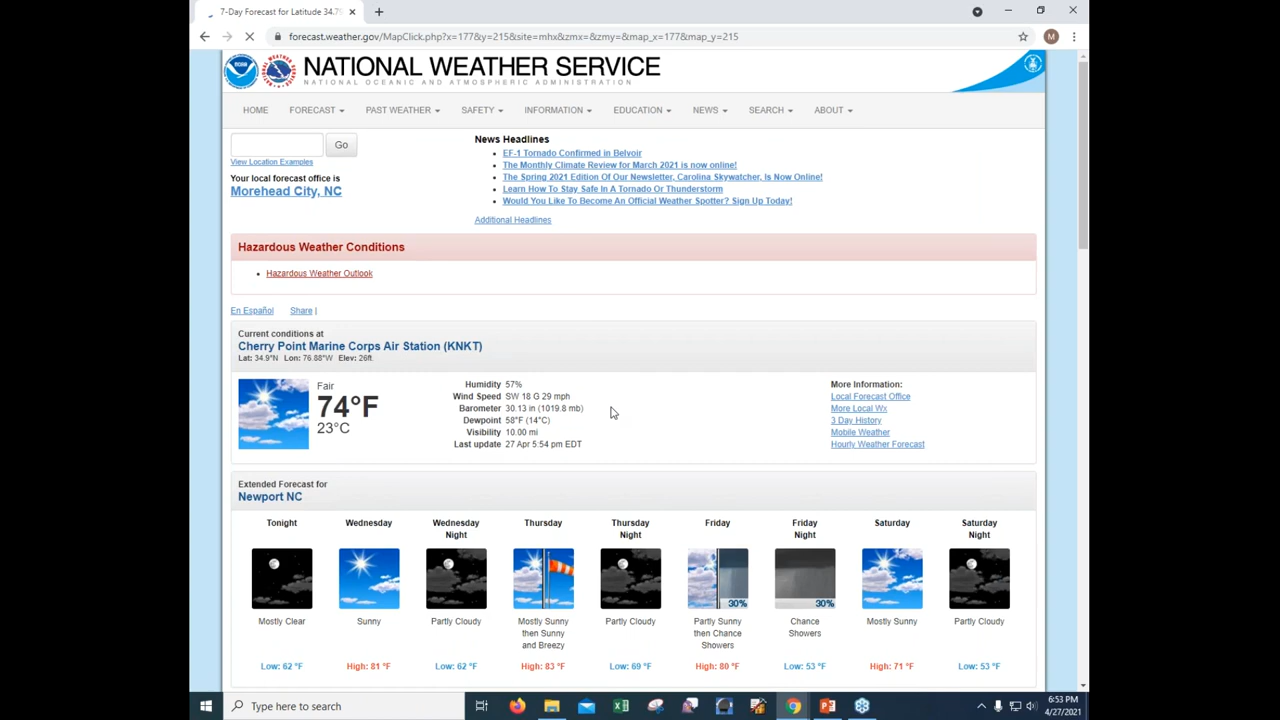 7-Day Forecast for Latitude 34.7
forecast.weather.gov/MapClick.php?x=177&y=215&site=mhx&zmx=&zmy=&map_x=177&map_y=215
M
NATIONAL WEATHER SERVICE
NATIONAL OCEANIC AND ATMOSPHERIC ADMINISTRATION
HOME FORECAST PAST WEATHER SAFETY INFORMATION EDUCATION NEWS SEARCH ABOUT
Go
View Location Examples
Your local forecast office is
Morehead City, NC
News Headlines
EF-1 Tornado Confirmed in Belvoir
The Monthly Climate Review for March 2021 is now online!
The Spring 2021 Edition Of Our Newsletter, Carolina Skywatcher, Is Now Online!
Learn How To Stay Safe In A Tornado Or Thunderstorm
Would You Like To Become An Official Weather Spotter? Sign Up Today!
Additional Headlines
Hazardous Weather Conditions
Hazardous Weather Outlook
En Español Share |
Current conditions at
Cherry Point Marine Corps Air Station (KNKT)
Lat: 34.9°N Lon: 76.88°W Elev: 26ft.
Fair
74°F
23°C
Humidity 57%
Wind Speed SW 18 G 29 mph
Barometer 30.13 in (1019.8 mb)
Dewpoint 58°F (14°C)
Visibility 10.00 mi
Last update 27 Apr 5:54 pm EDT
More Information:
Local Forecast Office
More Local Wx
3 Day History
Mobile Weather
Hourly Weather Forecast
Extended Forecast for
Newport NC
Tonight
Mostly Clear
Low: 62 °F
Wednesday
Sunny
High: 81 °F
Wednesday
Night
Partly Cloudy
Low: 62 °F
Thursday
Mostly Sunny
then Sunny
and Breezy
High: 83 °F
Thursday
Night
Partly Cloudy
Low: 69 °F
Friday
30%
Partly Sunny
then Chance
Showers
High: 80 °F
Friday
Night
30%
Chance
Showers
Low: 53 °F
Saturday
Mostly Sunny
High: 71 °F
Saturday
Night
Partly Cloudy
Low: 53 °F
Type here to search
6:53 PM
4/27/2021